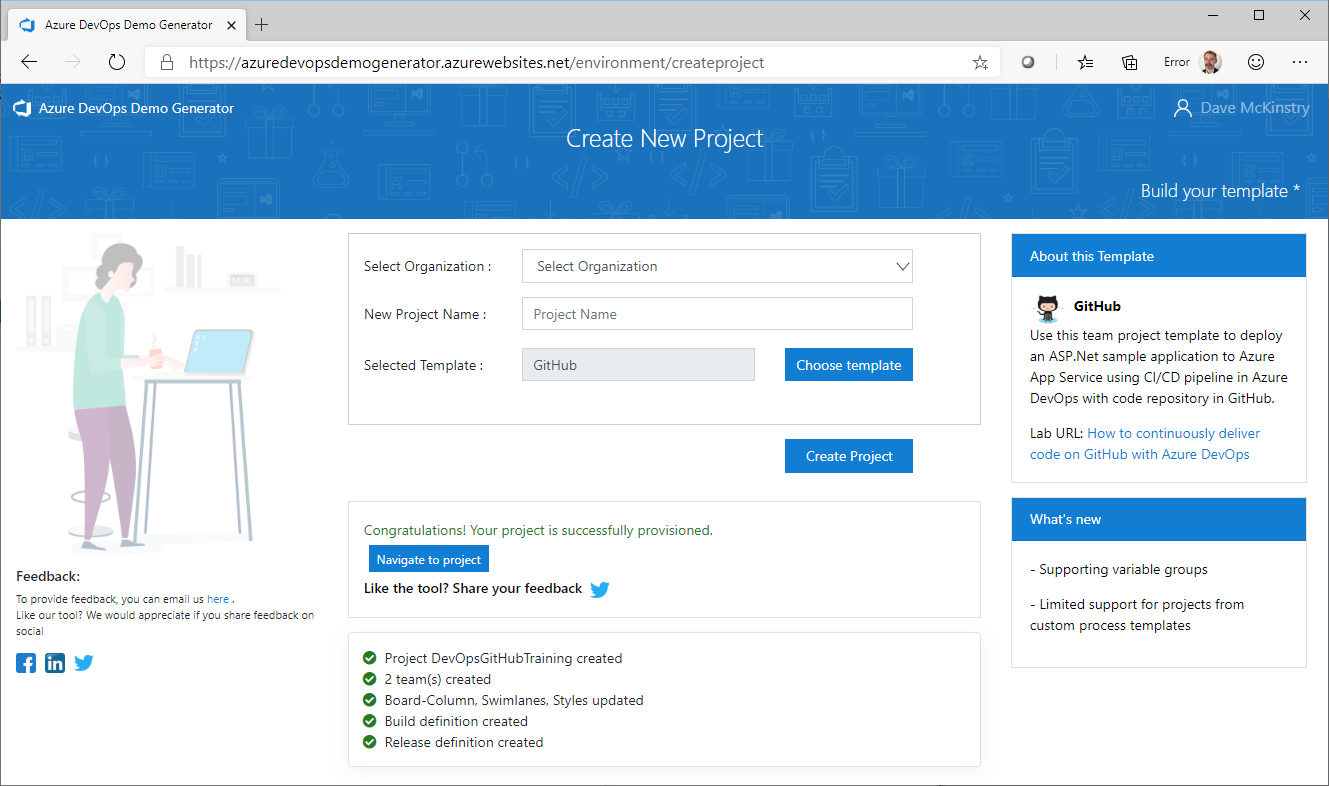 Azure DevOps Demo Generator
https://azuredevopsdemogenerator.azurewebsites.net/environment/createproject
Error
Azure DevOps Demo Generator
Dave McKinstry
Create New Project
Build your template *
Select Organization :
Select Organization
New Project Name :
Project Name
Selected Template :
GitHub
Choose template
Create Project
Congratulations! Your project is successfully provisioned.
Navigate to project
Like the tool? Share your feedback
Project DevOpsGitHubTraining created
2 team(s) created
Board-Column, Swimlanes, Styles updated
Build definition created
Release definition created
Feedback:
To provide feedback, you can email us here .
Like our tool? We would appreciate if you share feedback on
social
About this Template
GitHub
Use this team project template to deploy
an ASP.Net sample application to Azure
App Service using CI/CD pipeline in Azure
DevOps with code repository in GitHub.
Lab URL: How to continuously deliver
code on GitHub with Azure DevOps
What's new
- Supporting variable groups
- Limited support for projects from
custom process templates